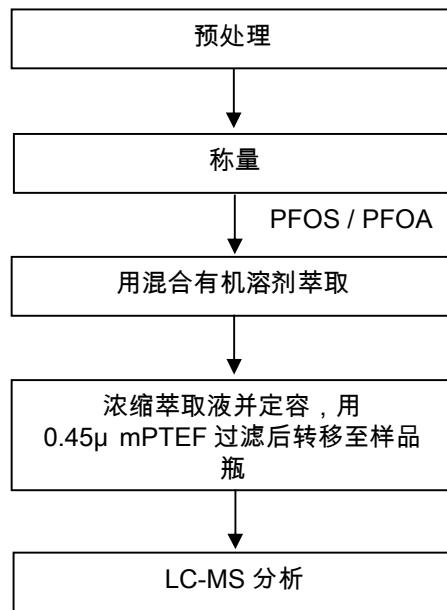 预处理
称量
PFOS / PFOA
用混合有机溶剂萃取
浓缩萃取液并定容，用
0.45μ mPTEF 过滤后转移至样品
瓶
LC-MS 分析